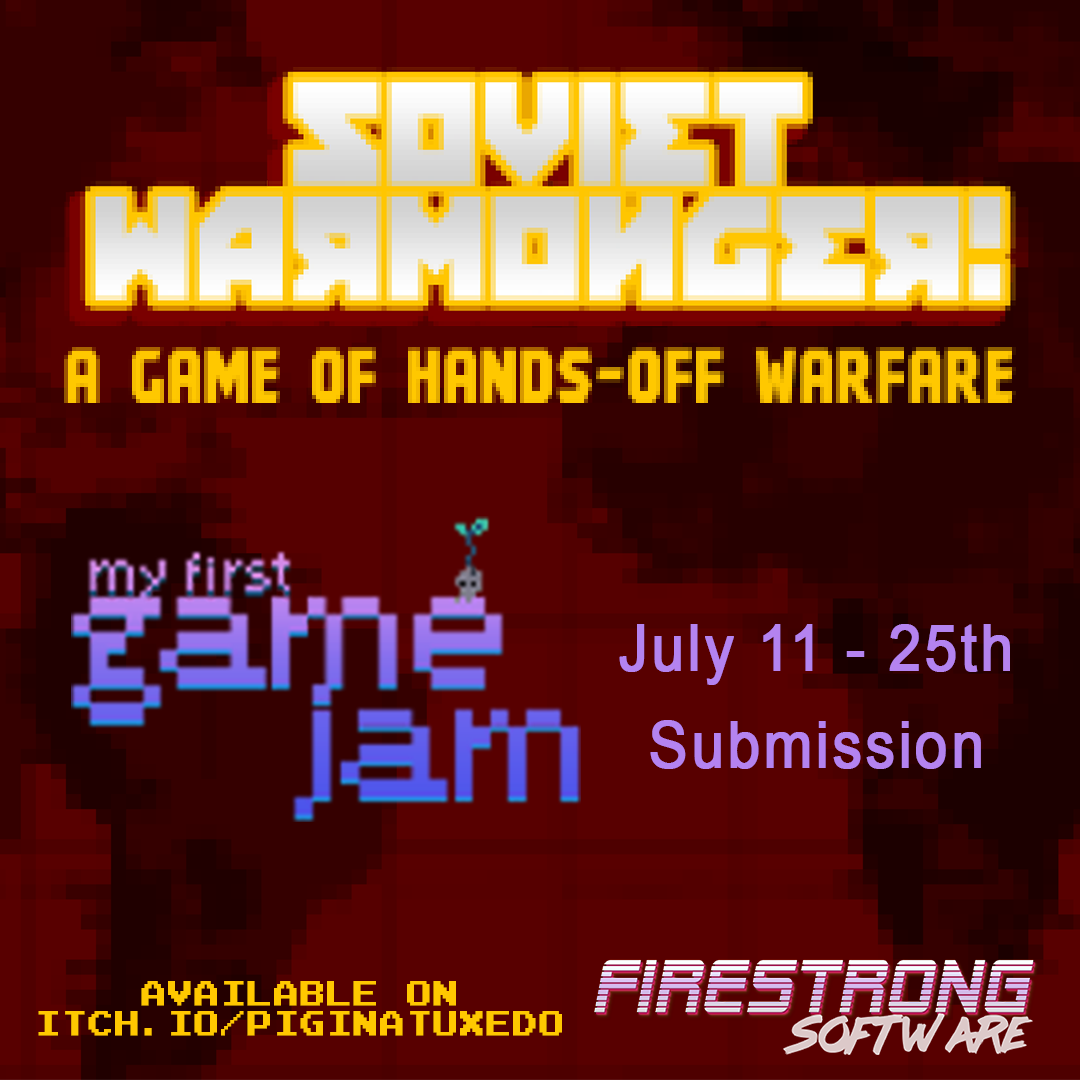 SOVIET
WARMONGER:
A GAME OF HANDS-OFF WARFARE
my first
game
jam
July 11 - 25th
Submission
AVAILABLE ON
ITCH.IO/PIGINATUXEDO
FIRESTRONG
SOFTWARE